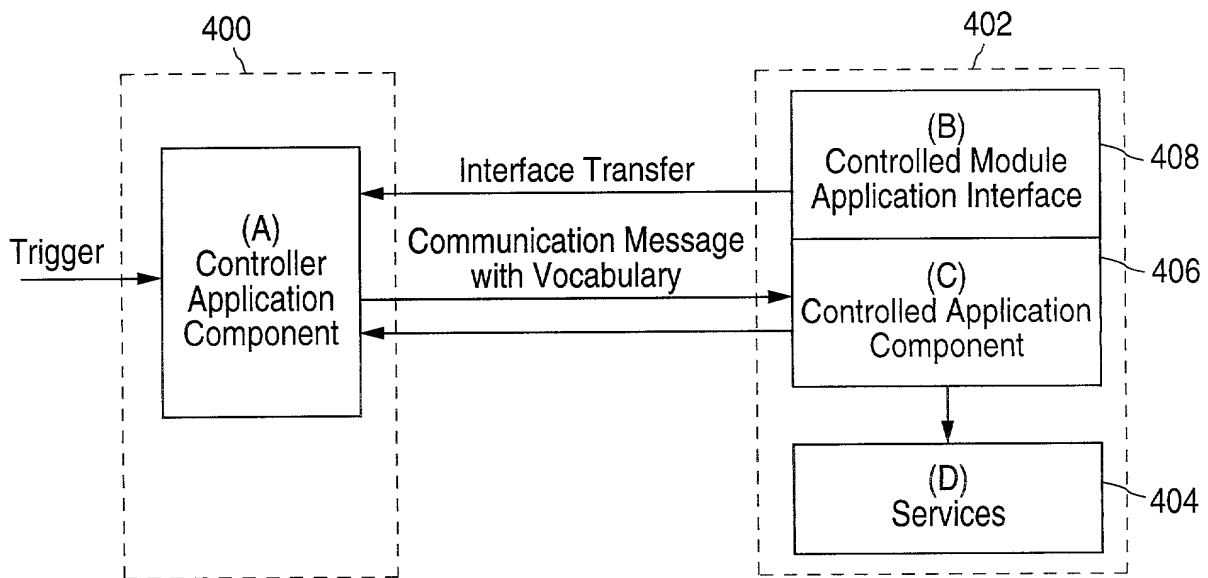 400
402
(B)
Controlled Module
Application Interface
408
Interface Transfer
(A)
Controller
Application
Component
Trigger
Communication Message
with Vocabulary
406
(C)
Controlled Application
Component
(D)
Services
404